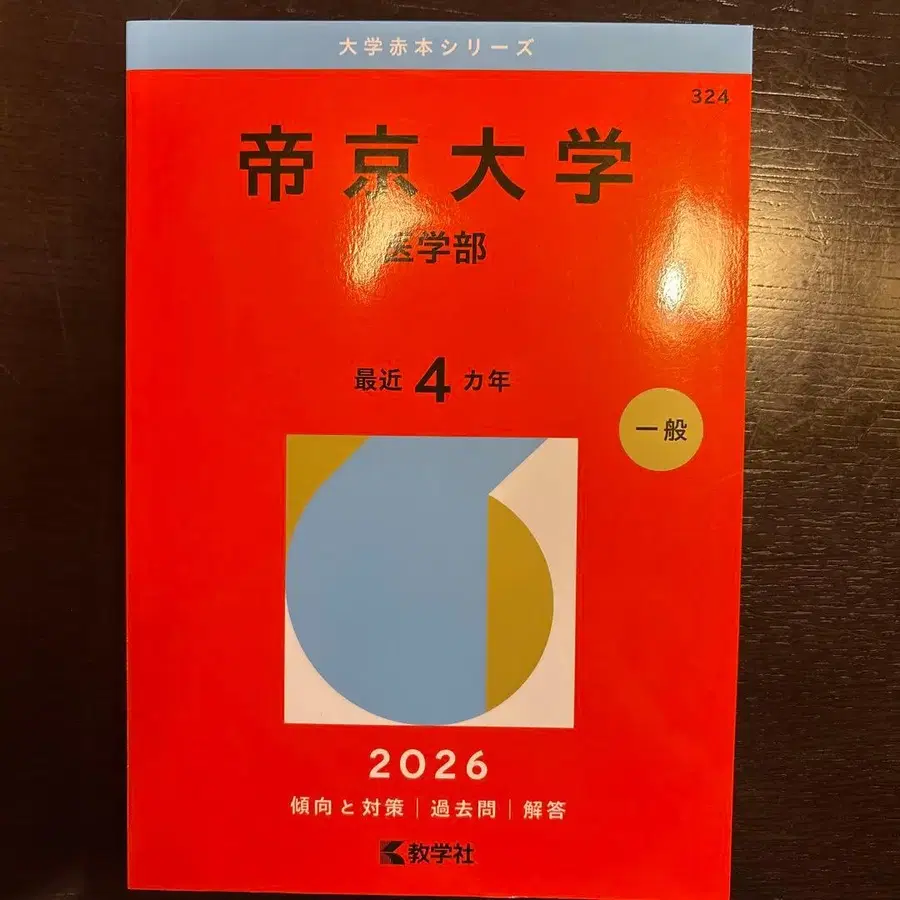 大学赤本シリーズ
324
帝京大学
医学部
最近4カ年
一般
2026
傾向と対策|過去問|解答
教学社